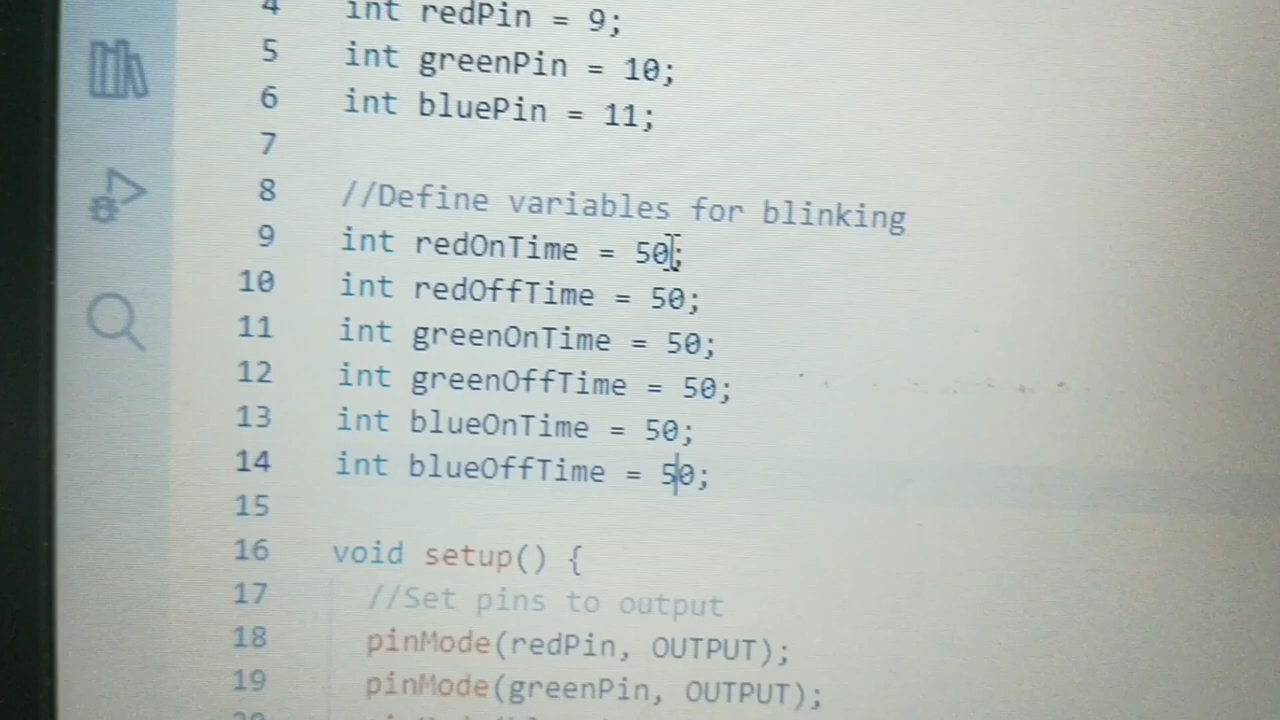 4 int redPin = 9;
5 int greenPin = 10;
6 int bluePin = 11;
7
8 //Define variables for blinking
9 int redOnTime = 50;
10 int redOffTime = 50;
11 int greenOnTime = 50;
12 int greenOffTime = 50;
13 int blueOnTime = 50;
14 int blueOffTime = 50;
15
16 void setup() {
17 //Set pins to output
18 pinMode(redPin, OUTPUT);
19 pinMode(greenPin, OUTPUT);